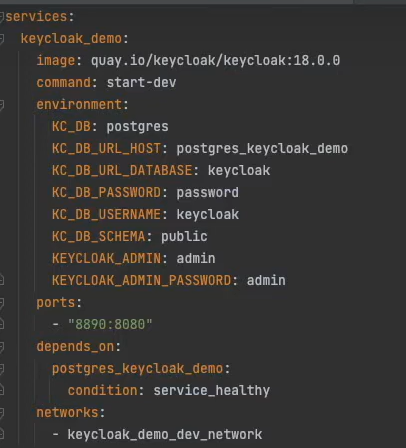 services:
  keycloak_demo:
    image: quay.io/keycloak/keycloak:18.0.0
    command: start-dev
    environment:
      KC_DB: postgres
      KC_DB_URL_HOST: postgres_keycloak_demo
      KC_DB_URL_DATABASE: keycloak
      KC_DB_PASSWORD: password
      KC_DB_USERNAME: keycloak
      KC_DB_SCHEMA: public
      KEYCLOAK_ADMIN: admin
      KEYCLOAK_ADMIN_PASSWORD: admin
    ports:
      - "8890:8080"
    depends_on:
      postgres_keycloak_demo:
        condition: service_healthy
    networks:
      - keycloak_demo_dev_network